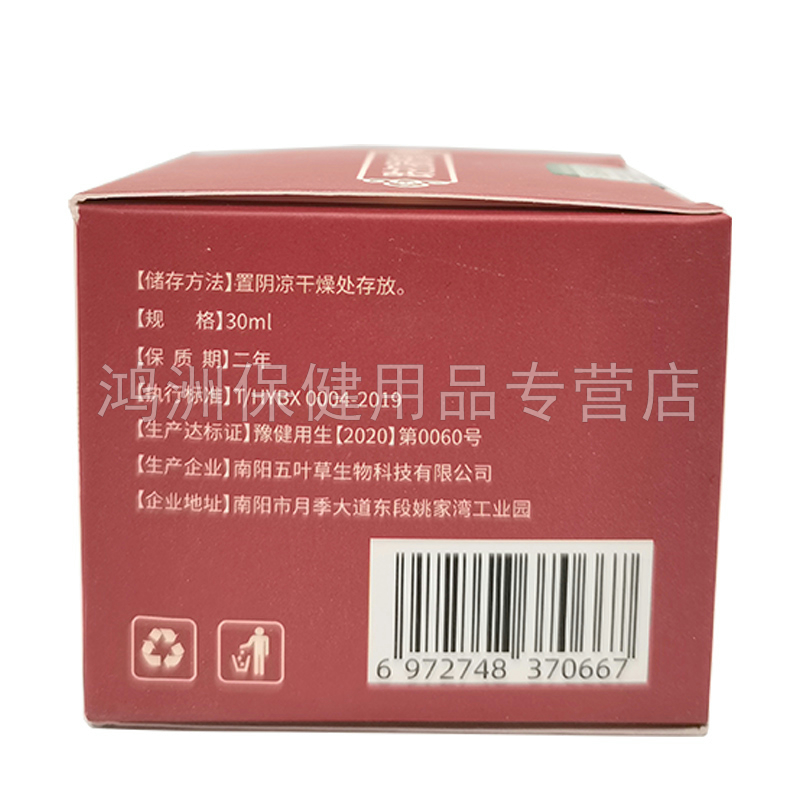 【储存方法】置阴凉干燥处存放。
【规 格】30ml
【保 质 期】二年
鸿洲保健用品专营店
【执行标准】T/HYBX 0004-2019
【生产达标证】豫健用生【2020】第0060号
【生产企业】南阳五叶草生物科技有限公司
【企业地址】南阳市月季大道东段姚家湾工业园
6 972748 370667